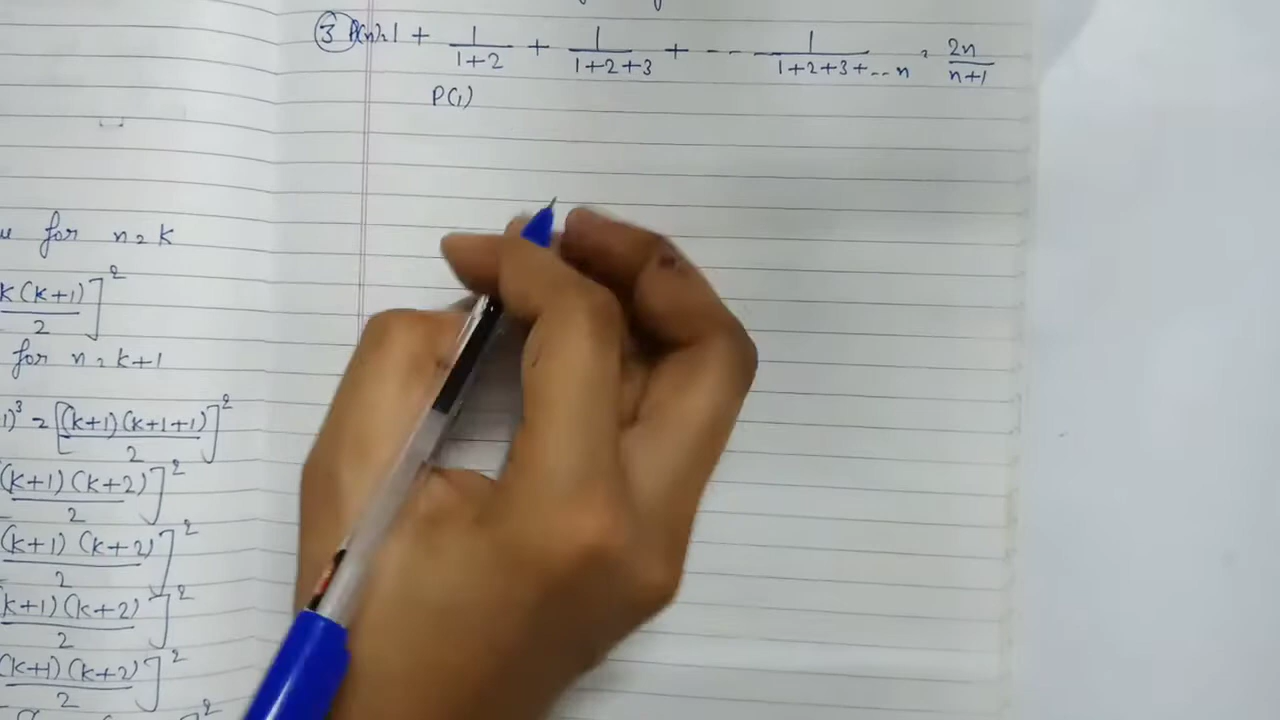 ③ P(n)= 1 + 1/(1+2) + 1/(1+2+3) + --- 1/(1+2+3+---n) = 2n/(n+1)
P(1)
for n=k
k(k+1)/2]²
for n=k+1
1)³ = [(k+1)(k+1+1)/2]²
(k+1)(k+2)/2]²
(k+1)(k+2)/2]²
k+1)(k+2)/2]²
(k+1)(k+2)/2]²